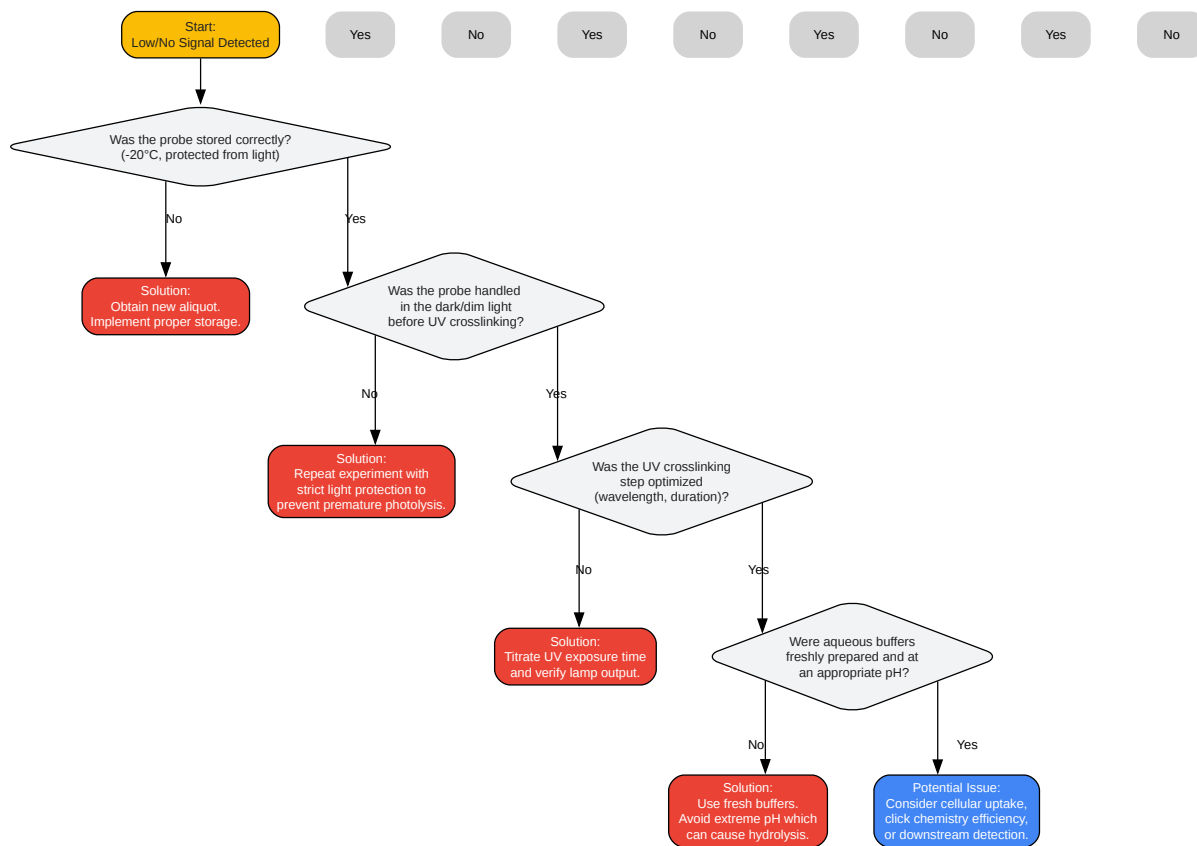 Start:
Low/No Signal Detected
Yes
No
Yes
No
Yes
No
Yes
No
Was the probe stored correctly?
(-20°C, protected from light)
No
Yes
Solution:
Obtain new aliquot.
Implement proper storage.
Was the probe handled
in the dark/dim light
before UV crosslinking?
No
Yes
Solution:
Repeat experiment with
strict light protection to
prevent premature photolysis.
Was the UV crosslinking
step optimized
(wavelength, duration)?
No
Yes
Solution:
Titrate UV exposure time
and verify lamp output.
Were aqueous buffers
freshly prepared and at
an appropriate pH?
No
Yes
Solution:
Use fresh buffers.
Avoid extreme pH which
can cause hydrolysis.
Potential Issue:
Consider cellular uptake,
click chemistry efficiency,
or downstream detection.